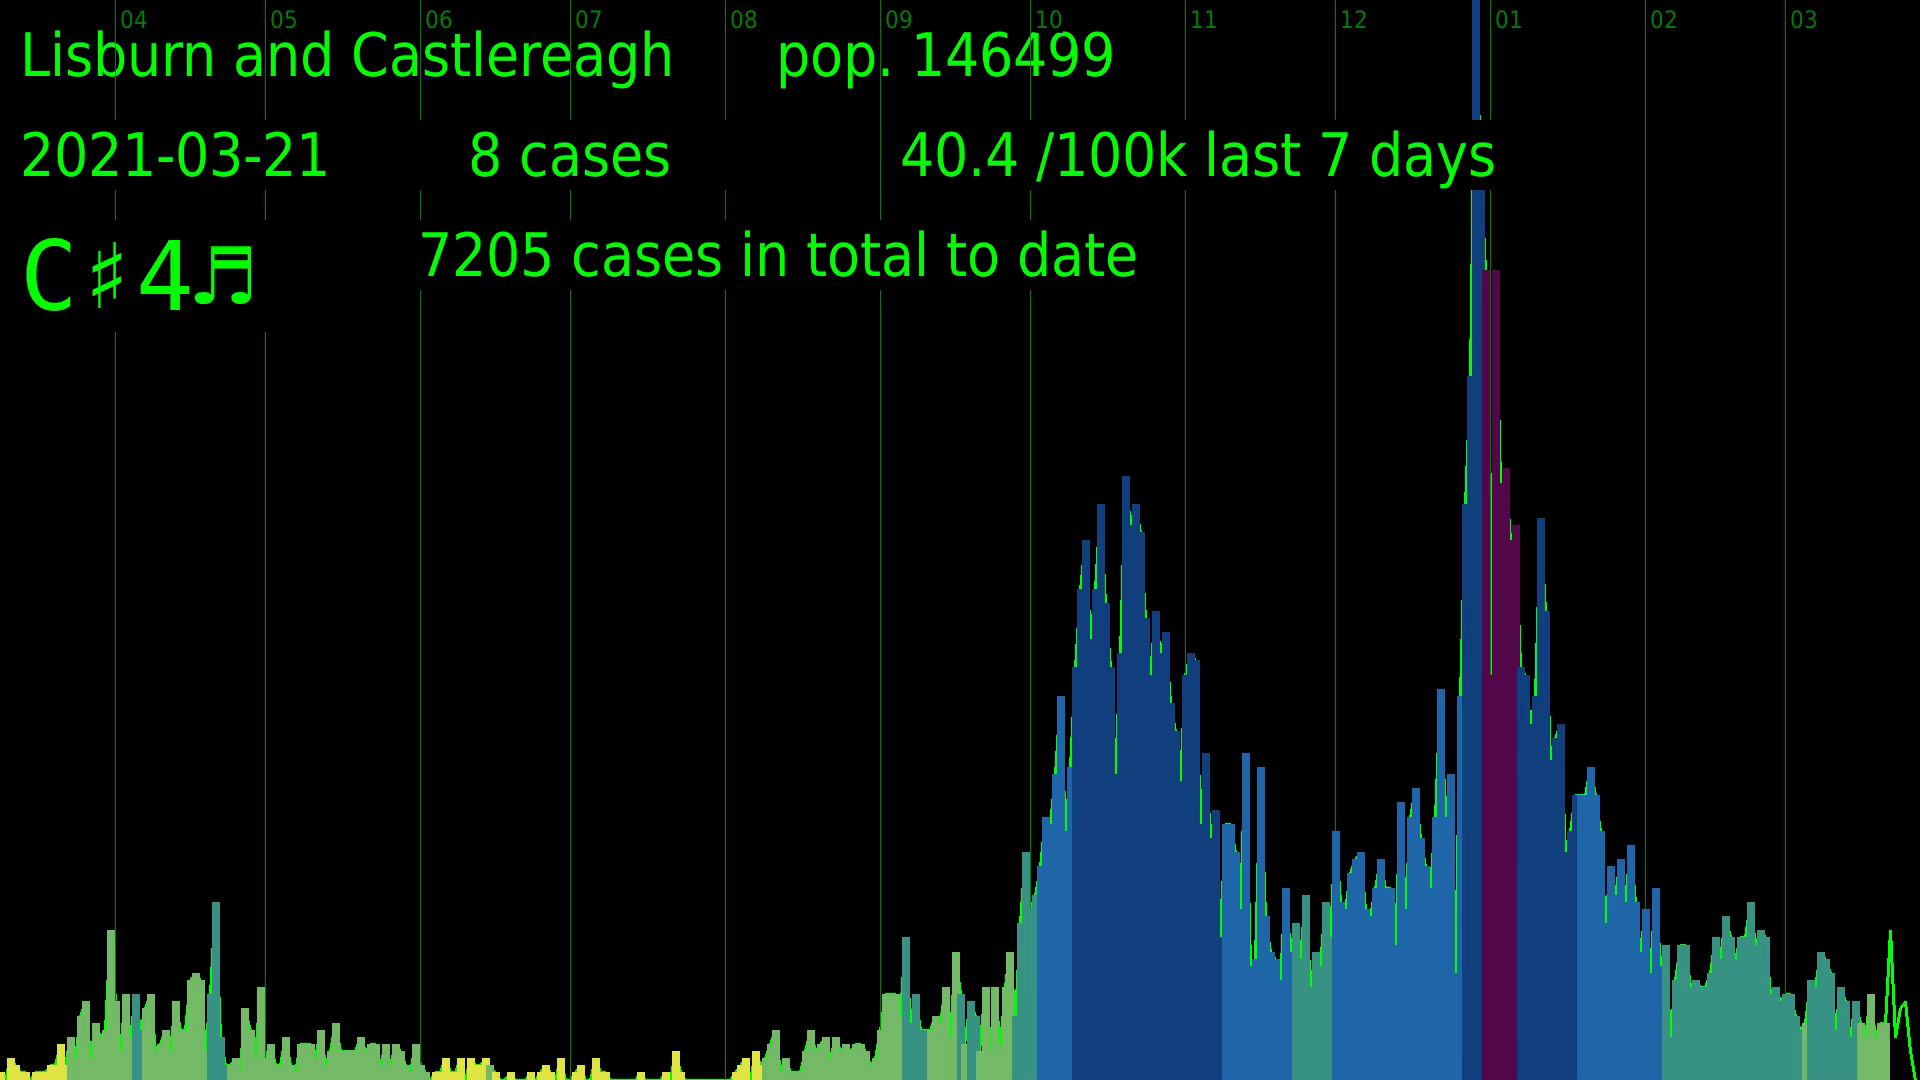 04 05 06 07 08 09 10 11 12 01 02 03
Lisburn and Castlereagh pop. 146499
2021-03-21 8 cases 40.4 /100k last 7 days
C♯4♬ 7205 cases in total to date